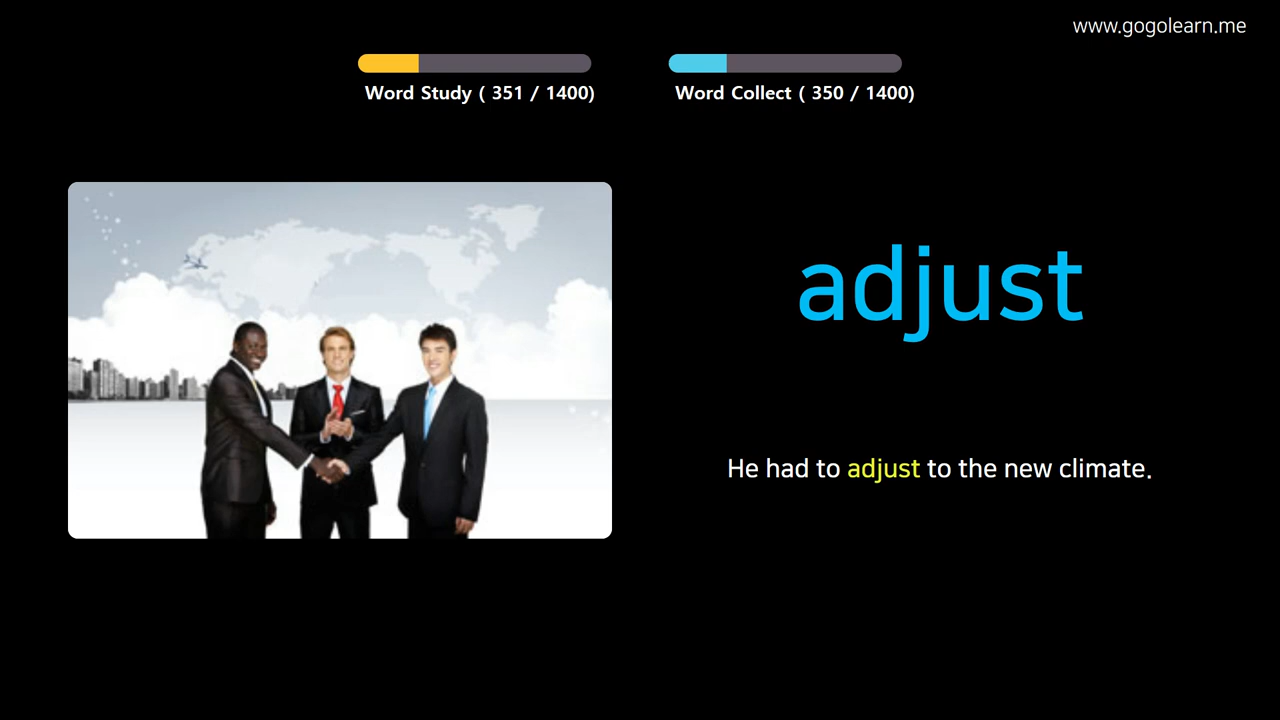 www.gogolearn.me
Word Study ( 351 / 1400)
Word Collect ( 350 / 1400)
adjust
He had to adjust to the new climate.